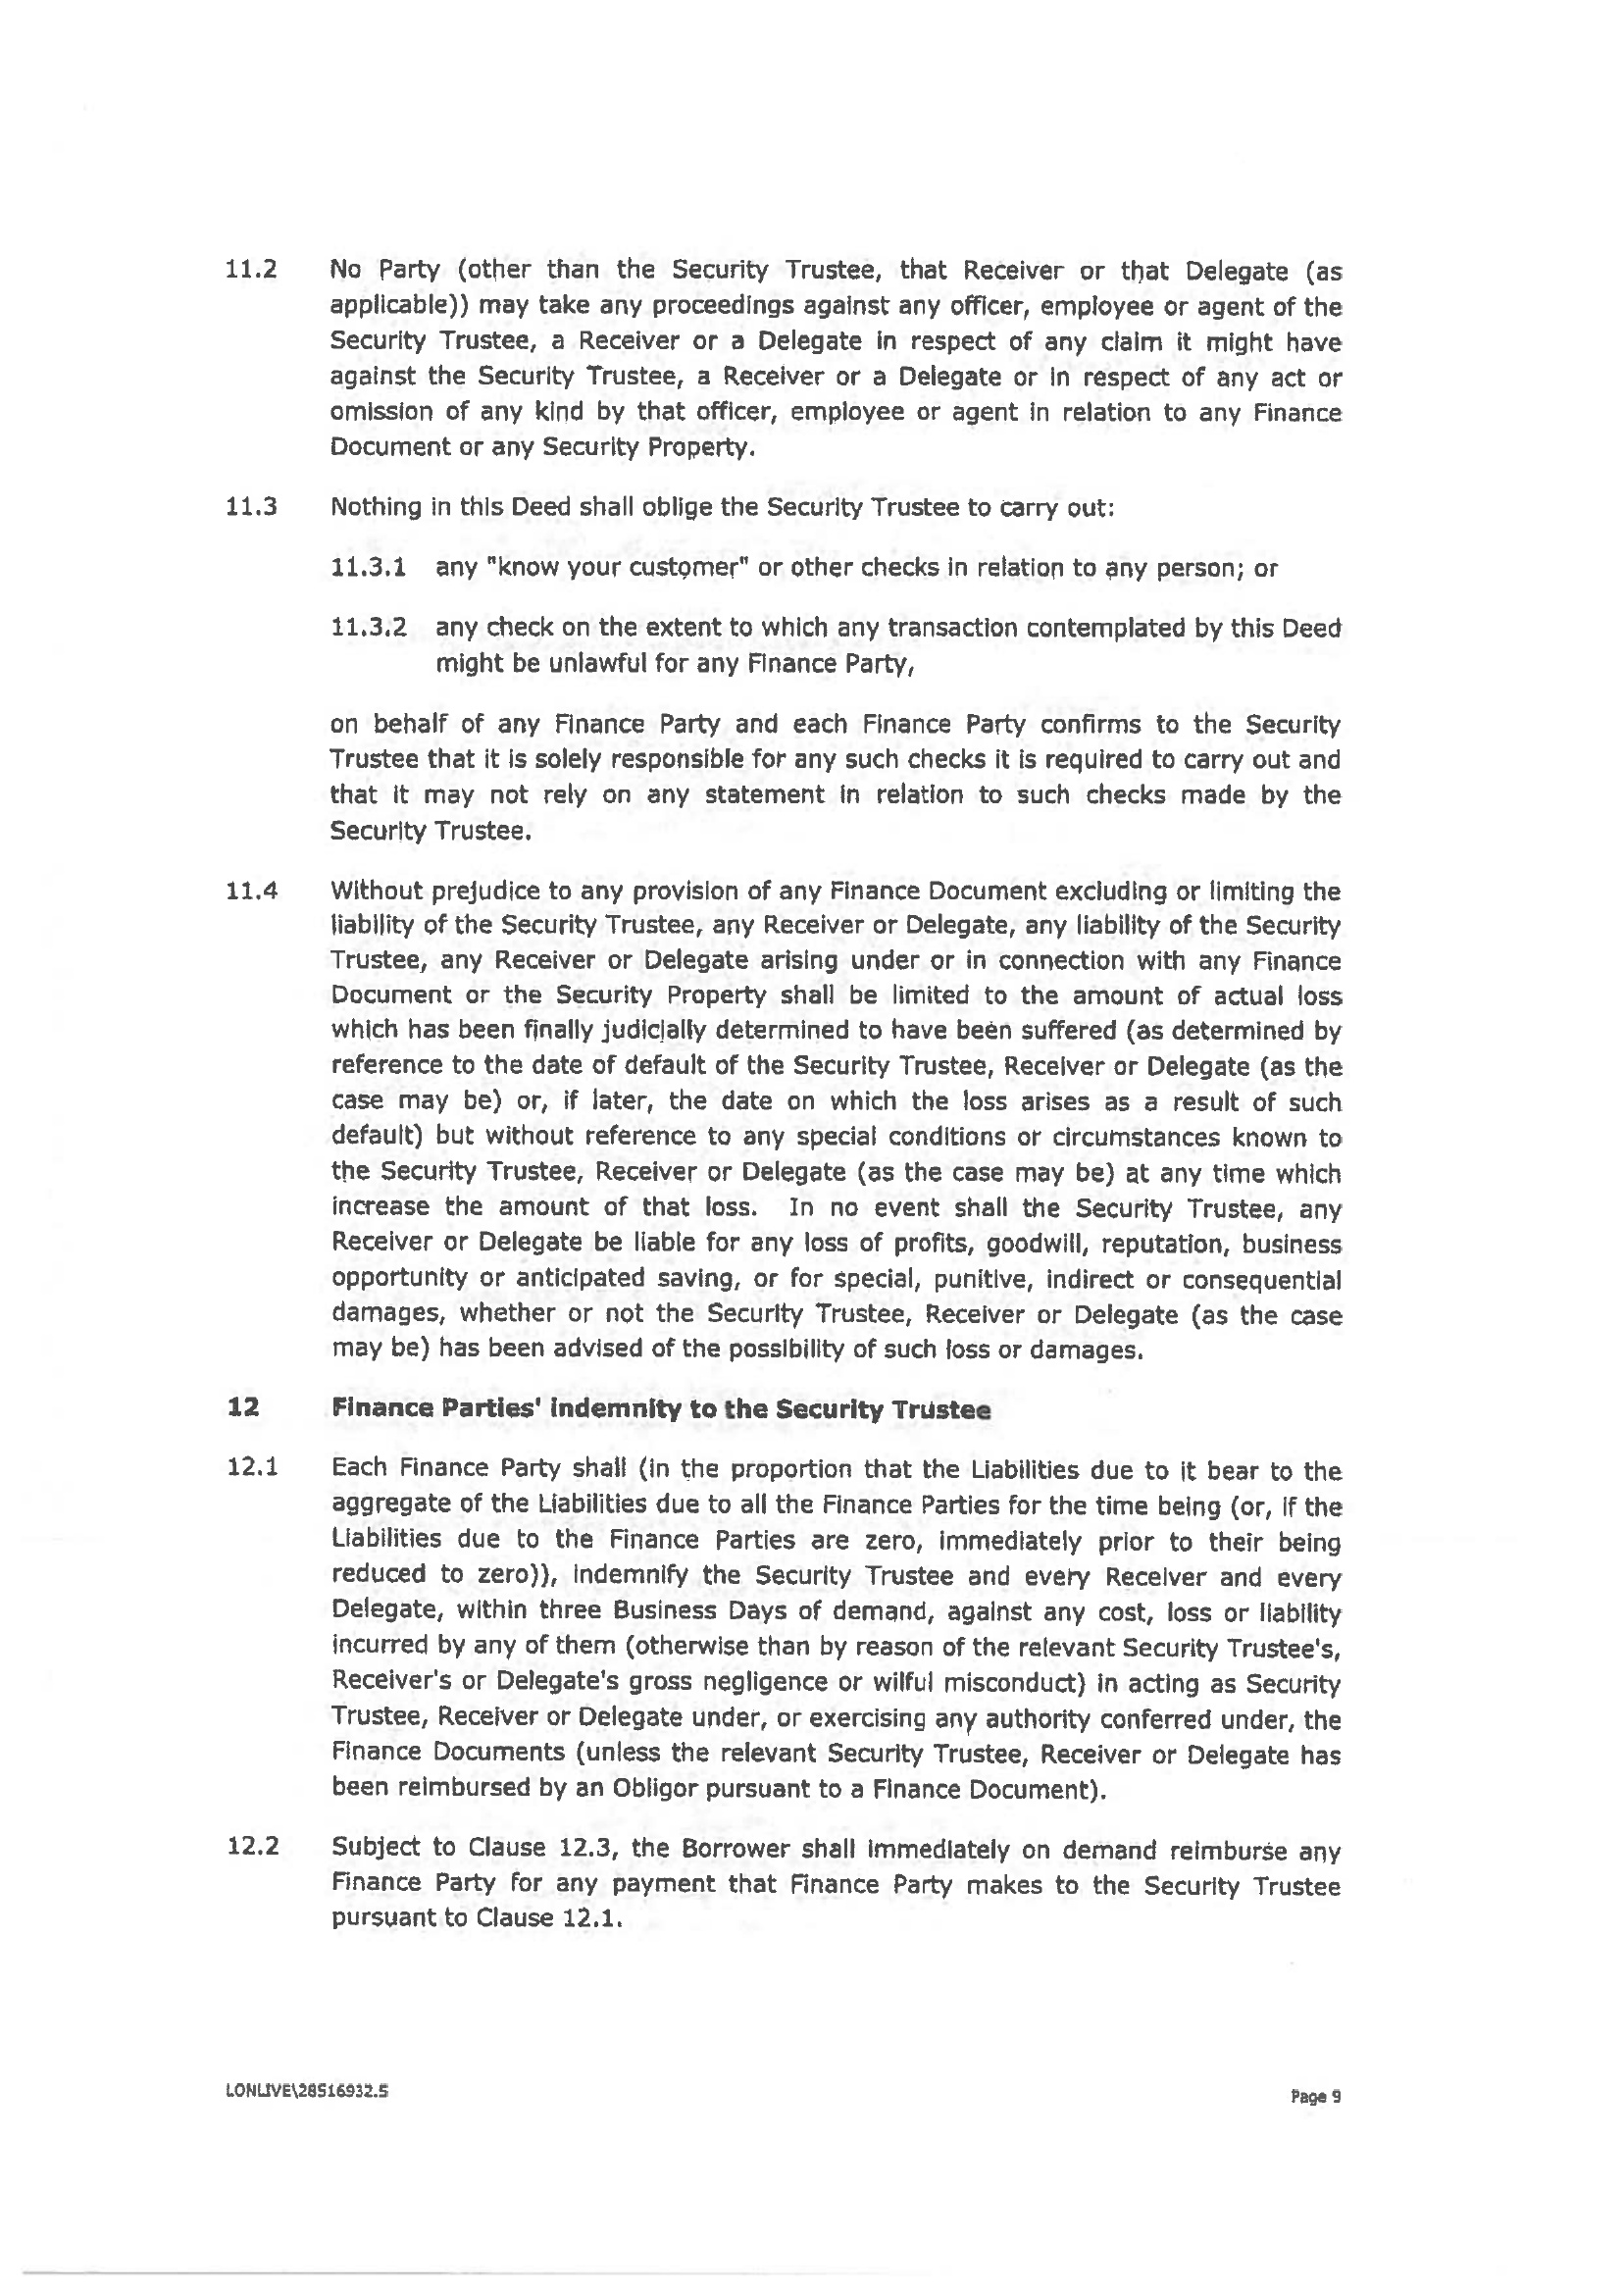 11.2 No Party (other than the Security Trustee, that Receiver or that Delegate (as
applicable)) may take any proceedings against any officer, employee or agent of the
Security Trustee, a Receiver or a Delegate in respect of any claim it might have
against the Security Trustee, a Receiver or a Delegate or in respect of any act or
omission of any kind by that officer, employee or agent in relation to any Finance
Document or any Security Property.
11.3 Nothing in this Deed shall oblige the Security Trustee to carry out:
11.3.1 any "know your customer" or other checks in relation to any person; or
11.3.2 any check on the extent to which any transaction contemplated by this Deed
might be unlawful for any Finance Party,
on behalf of any Finance Party and each Finance Party confirms to the Security
Trustee that it is solely responsible for any such checks it is required to carry out and
that it may not rely on any statement in relation to such checks made by the
Security Trustee.
11.4 Without prejudice to any provision of any Finance Document excluding or limiting the
liability of the Security Trustee, any Receiver or Delegate, any liability of the Security
Trustee, any Receiver or Delegate arising under or in connection with any Finance
Document or the Security Property shall be limited to the amount of actual loss
which has been finally judicially determined to have been suffered (as determined by
reference to the date of default of the Security Trustee, Receiver or Delegate (as the
case may be) or, if later, the date on which the loss arises as a result of such
default) but without reference to any special conditions or circumstances known to
the Security Trustee, Receiver or Delegate (as the case may be) at any time which
increase the amount of that loss. In no event shall the Security Trustee, any
Receiver or Delegate be liable for any loss of profits, goodwill, reputation, business
opportunity or anticipated saving, or for special, punitive, indirect or consequential
damages, whether or not the Security Trustee, Receiver or Delegate (as the case
may be) has been advised of the possibility of such loss or damages.
12 Finance Parties' indemnity to the Security Trustee
12.1 Each Finance Party shall (in the proportion that the Liabilities due to it bear to the
aggregate of the Liabilities due to all the Finance Parties for the time being (or, if the
Liabilities due to the Finance Parties are zero, immediately prior to their being
reduced to zero)), indemnify the Security Trustee and every Receiver and every
Delegate, within three Business Days of demand, against any cost, loss or liability
incurred by any of them (otherwise than by reason of the relevant Security Trustee's,
Receiver's or Delegate's gross negligence or wilful misconduct) in acting as Security
Trustee, Receiver or Delegate under, or exercising any authority conferred under, the
Finance Documents (unless the relevant Security Trustee, Receiver or Delegate has
been reimbursed by an Obligor pursuant to a Finance Document).
12.2 Subject to Clause 12.3, the Borrower shall immediately on demand reimburse any
Finance Party for any payment that Finance Party makes to the Security Trustee
pursuant to Clause 12.1.
LONLIVE\28516932.5
Page 9